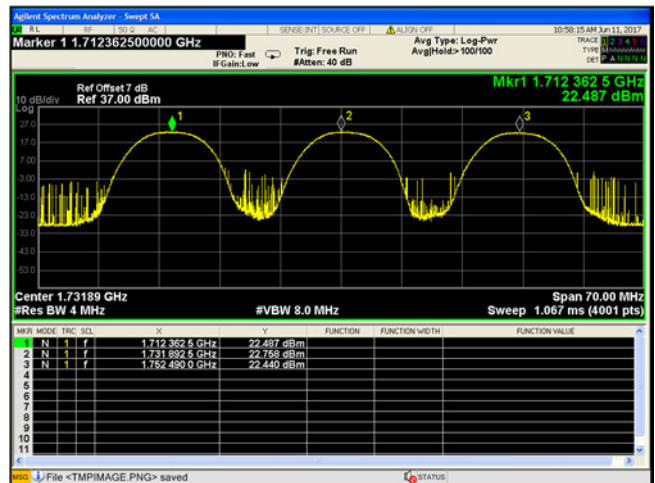 Agilent Spectrum Analyzer - Swept SA
RL RF 50 Ω AC SENSE:INT SOURCE OFF ALIGN OFF 10:58:15 AM Jun 11, 2017
Marker 1 1.712362500000 GHz
PNO: Fast Trig: Free Run Avg Type: Log-Pwr TRACE 1 2 3 4 5 6
IFGain:Low #Atten: 40 dB Avg|Hold:> 100/100 TYPE
DET P A N N N N
Ref Offset 7 dB Mkr1 1.712 362 5 GHz
10 dB/div Ref 37.00 dBm 22.487 dBm
Log
27.0
17.0
7.00
-3.00
-13.0
-23.0
-33.0
-43.0
-53.0
1 2 3
Center 1.73189 GHz Span 70.00 MHz
#Res BW 4 MHz #VBW 8.0 MHz Sweep 1.067 ms (4001 pts)
MKR MODE TRC SCL X Y FUNCTION FUNCTION WIDTH FUNCTION VALUE
1 N 1 f 1.712 362 5 GHz 22.487 dBm
2 N 1 f 1.731 892 5 GHz 22.758 dBm
3 N 1 f 1.752 490 0 GHz 22.440 dBm
4
5
6
7
8
9
10
11
MSG File <TMPIMAGE.PNG> saved STATUS